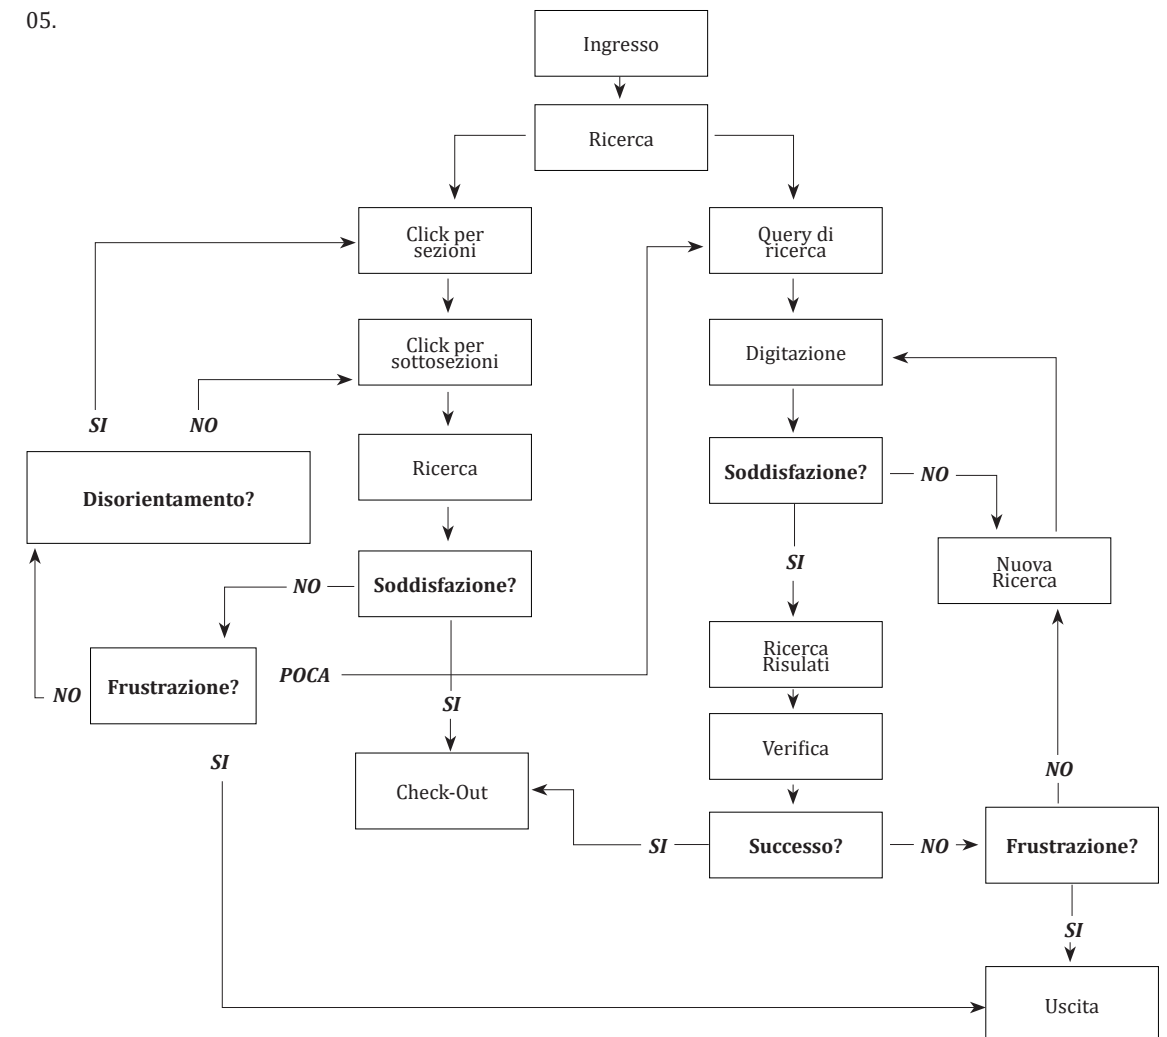 05.
Ingresso
Ricerca
Click per
sezioni
Query di
ricerca
Click per
sottosezioni
Digitazione
SI
NO
Ricerca
Soddisfazione?
NO
Disorientamento?
SI
Nuova
Ricerca
NO
Soddisfazione?
Ricerca
Risulati
NO
Frustrazione?
POCA
SI
Verifica
SI
Check-Out
NO
SI
Successo?
NO
Frustrazione?
SI
Uscita